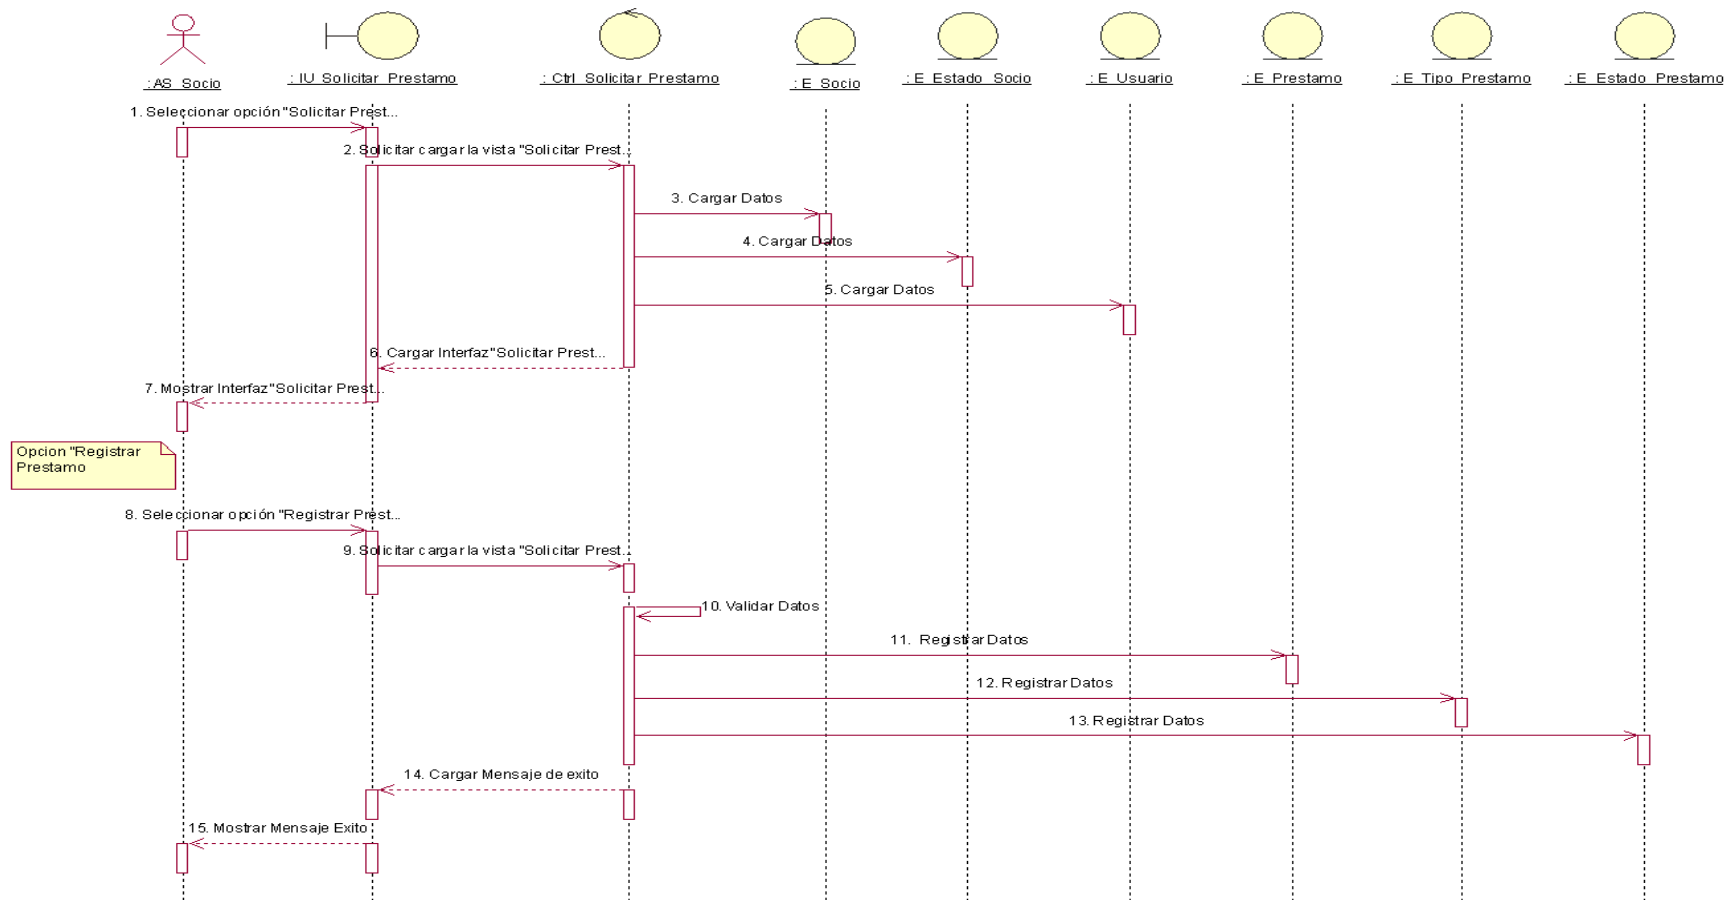 : AS_Socio
: IU_Solicitar_Prestamo
: Ctrl_Solicitar_Prestamo
: E_Socio
: E_Estado_Socio
: E_Usuario
: E_Prestamo
: E_Tipo_Prestamo
: E_Estado_Prestamo
1. Seleccionar opción "Solicitar Prest...
2. Solicitar cargar la vista "Solicitar Prest...
3. Cargar Datos
4. Cargar Datos
5. Cargar Datos
6. Cargar Interfaz"Solicitar Prest...
7. Mostrar Interfaz"Solicitar Prest...
Opcion "Registrar
Prestamo
8. Seleccionar opción "Registrar Prest...
9. Solicitar cargar la vista "Solicitar Prest...
10. Validar Datos
11. Registrar Datos
12. Registrar Datos
13. Registrar Datos
14. Cargar Mensaje de exito
15. Mostrar Mensaje Exito